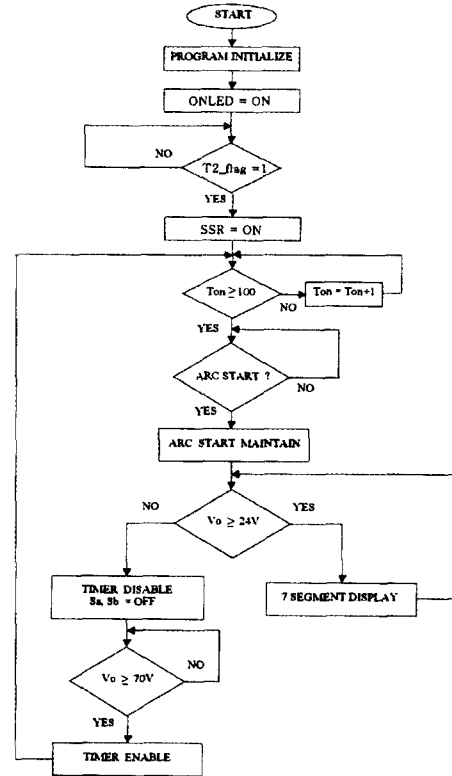 START
PROGRAM INITIALIZE
ONLED = ON
NO
T2_flag = 1
YES
SSR = ON
Ton ≥ 100
NO
Ton = Ton+1
YES
ARC START ?
NO
YES
ARC START MAINTAIN
NO
Vo ≥ 24V
YES
TIMER DISABLE
Sa, Sb = OFF
7 SEGMENT DISPLAY
Vo ≥ 70V
NO
YES
TIMER ENABLE